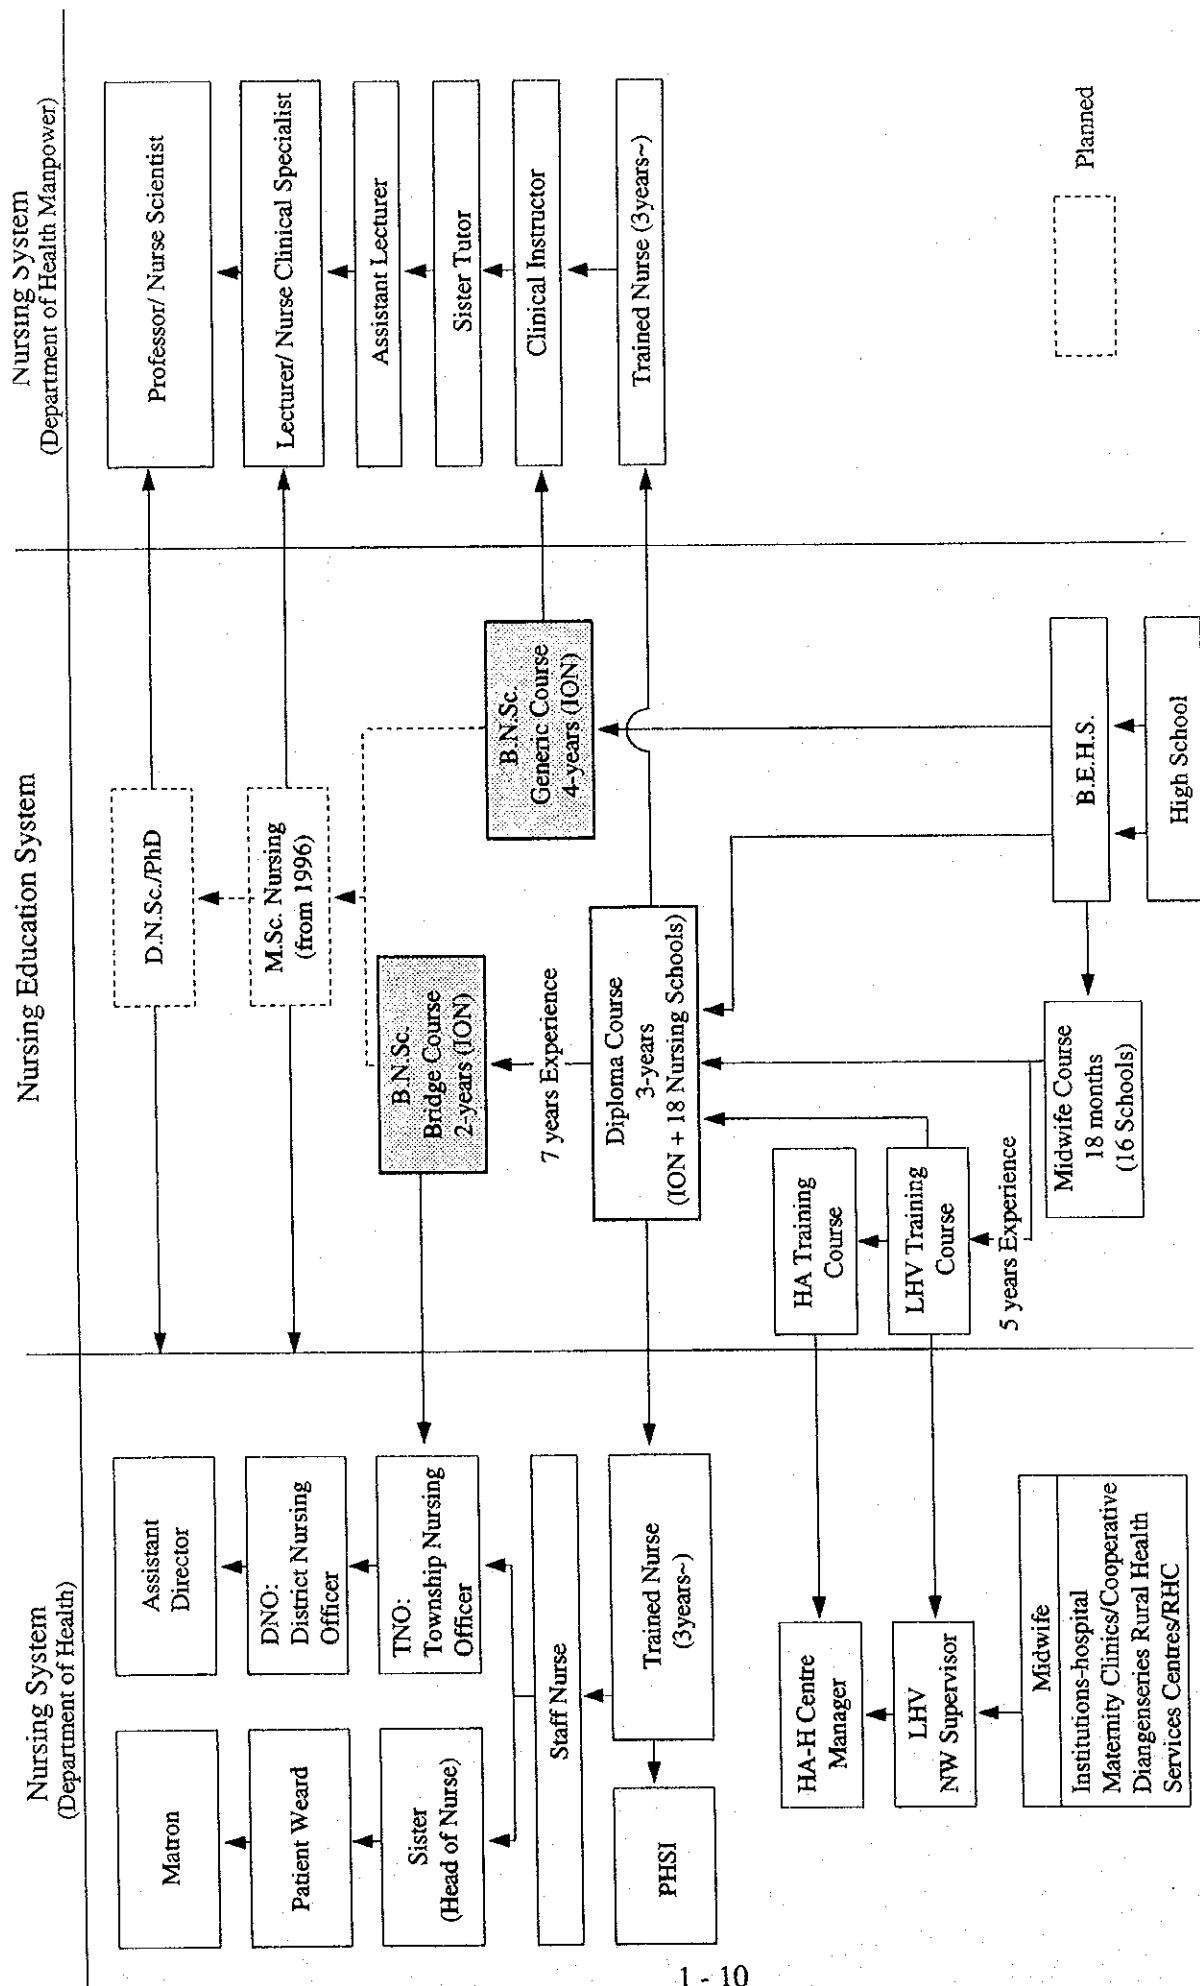 Nursing System
(Department of Health)
Matron
Assistant
Director
Patient Weard
DNO:
District Nursing
Officer
Sister
(Head of Nurse)
TNO:
Township Nursing
Officer
Staff Nurse
PHSI
Trained Nurse
(3years~)
HA-H Centre
Manager
LHV
NW Supervisor
Midwife
Institutions-hospital
Maternity Clinics/Cooperative
Diangenseries Rural Health
Services Centres/RHC
Nursing Education System
D.N.Sc./PhD
M.Sc. Nursing
(from 1996)
B.N.Sc.
Bridge Course
2-years (ION)
B.N.Sc.
Generic Course
4-years (ION)
7 years Experience
Diploma Course
3-years
(ION + 18 Nursing Schools)
HA Training
Course
LHV Training
Course
5 years Experience
Midwife Course
18 months
(16 Schools)
B.E.H.S.
High School
Nursing System
(Department of Health Manpower)
Professor/ Nurse Scientist
Lecturer/ Nurse Clinical Specialist
Assistant Lecturer
Sister Tutor
Clinical Instructor
Trained Nurse (3years~)
Planned
1 - 10